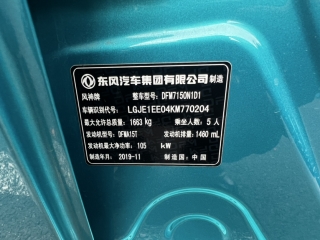 东风汽车集团有限公司 制造
风神牌 整车型号: DFM7150N1D1
车辆识别代号: LGJE1EE04KM770204
最大允许总质量: 1663 kg 乘坐人数: 5 人
发动机型号: DFMA15T 发动机排量: 1460 mL
发动机最大净功率: 105 kW
制造年月: 2019-11 制造国: 中国